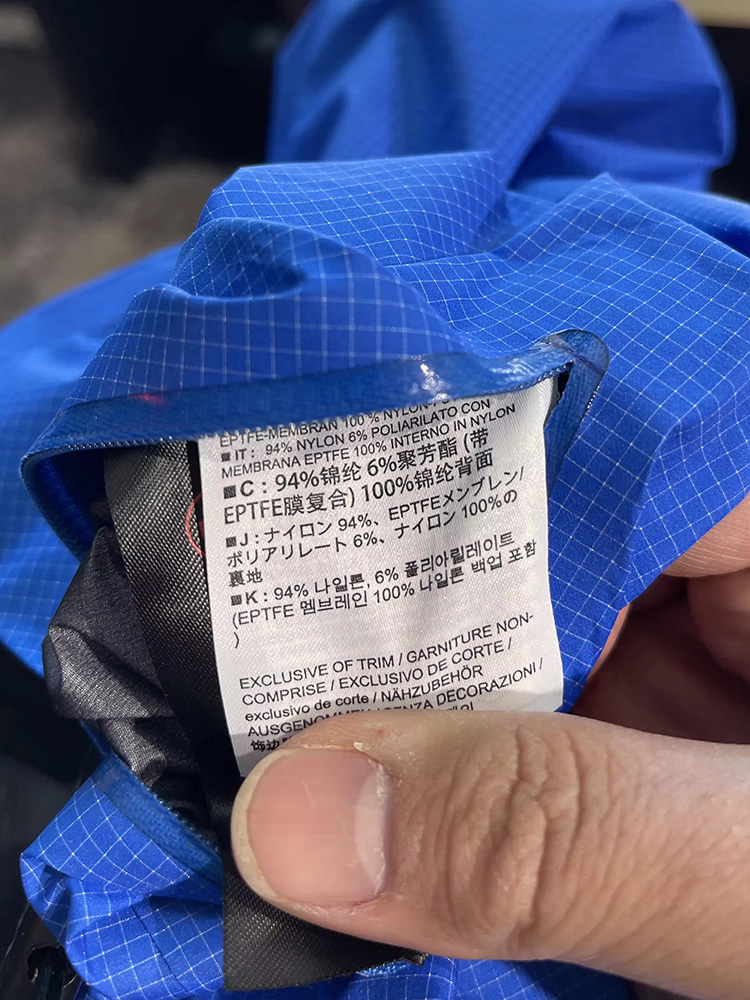 EPTFE-MEMBRAN 100 % NYLON
■ IT : 94% NYLON 6% POLIARILATO CON
MEMBRANA EPTFE 100% INTERNO IN NYLON
■C : 94%锦纶 6%聚芳酯 (带
EPTFE膜复合) 100%锦纶背面
■J : ナイロン 94%、EPTFEメンブレン/
ポリアリレート 6%、ナイロン 100%の
裏地
■K : 94% 나일론, 6% 폴리아릴레이트
(EPTFE 멤브레인 100% 나일론 백업 포함
)
EXCLUSIVE OF TRIM / GARNITURE NON-
COMPRISE / EXCLUSIVO DE CORTE /
exclusivo de corte / NÄHZUBEHÖR
AUSGENOMMEN / SENZA DECORAZIONI /
饰边